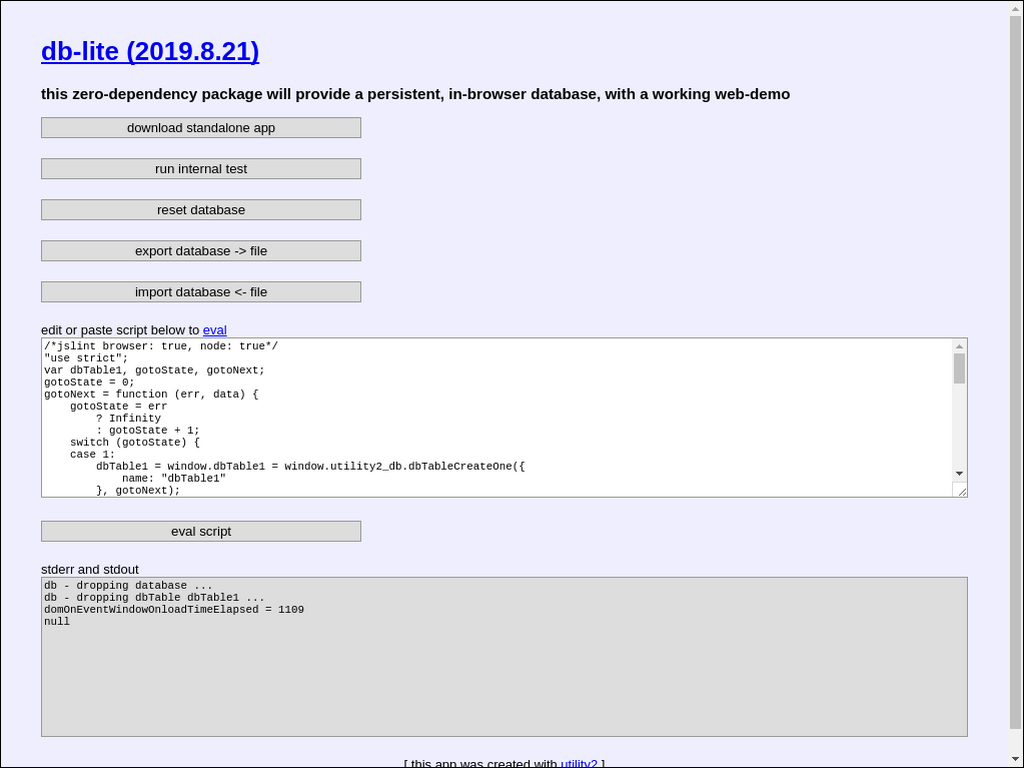 db-lite (2019.8.21)
this zero-dependency package will provide a persistent, in-browser database, with a working web-demo
download standalone app
run internal test
reset database
export database -> file
import database <- file
edit or paste script below to eval
/*jslint browser: true, node: true*/
"use strict";
var dbTable1, gotoState, gotoNext;
gotoState = 0;
gotoNext = function (err, data) {
    gotoState = err
        ? Infinity
        : gotoState + 1;
    switch (gotoState) {
    case 1:
        dbTable1 = window.dbTable1 = window.utility2_db.dbTableCreateOne({
            name: "dbTable1"
        }, gotoNext);
eval script
stderr and stdout
db - dropping database ...
db - dropping dbTable dbTable1 ...
domOnEventWindowOnloadTimeElapsed = 1109
null
[ this app was created with utility2 ]